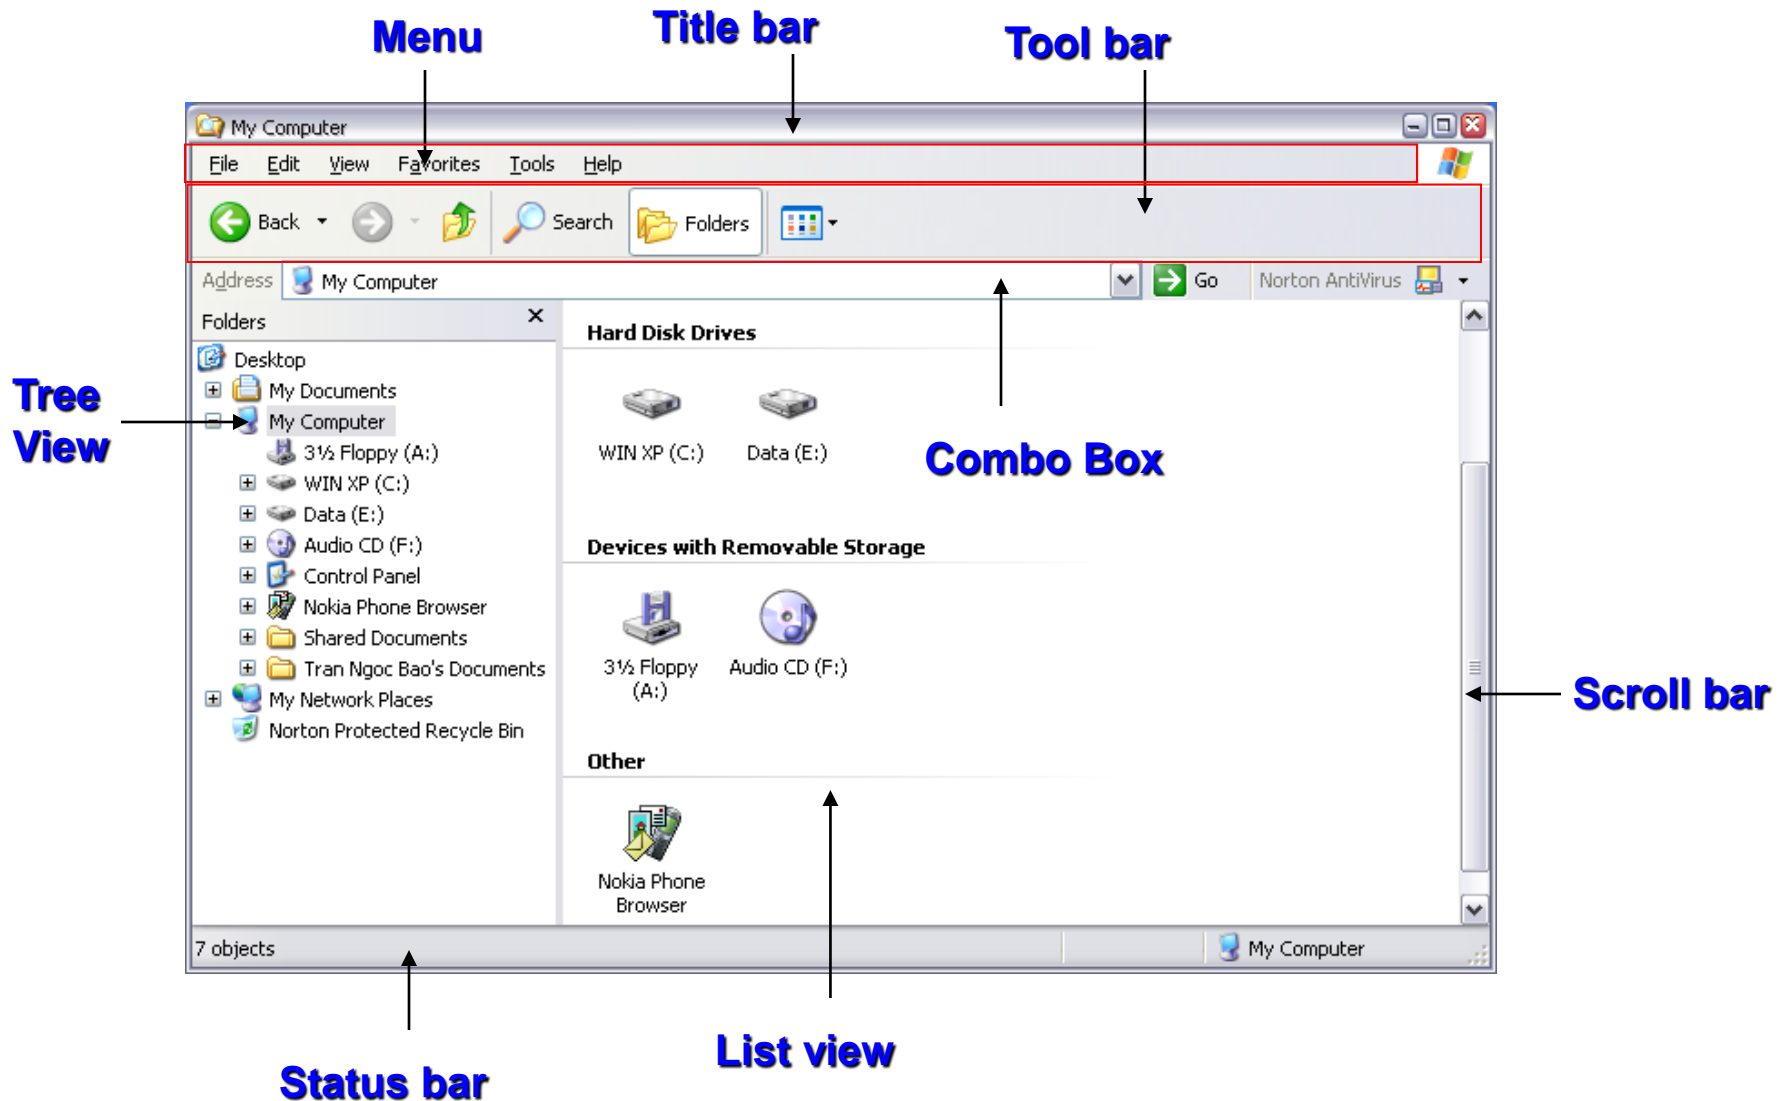 Menu
Title bar
Tool bar
My Computer
File Edit View Favorites Tools Help
Back Search Folders
Address My Computer Go Norton AntiVirus
Folders
Desktop
My Documents
My Computer
3½ Floppy (A:)
WIN XP (C:)
Data (E:)
Audio CD (F:)
Control Panel
Nokia Phone Browser
Shared Documents
Tran Ngoc Bao's Documents
My Network Places
Norton Protected Recycle Bin
Tree
View
Hard Disk Drives
WIN XP (C:) Data (E:)
Combo Box
Devices with Removable Storage
3½ Floppy
(A:)
Audio CD (F:)
Scroll bar
Other
Nokia Phone
Browser
7 objects My Computer
List view
Status bar